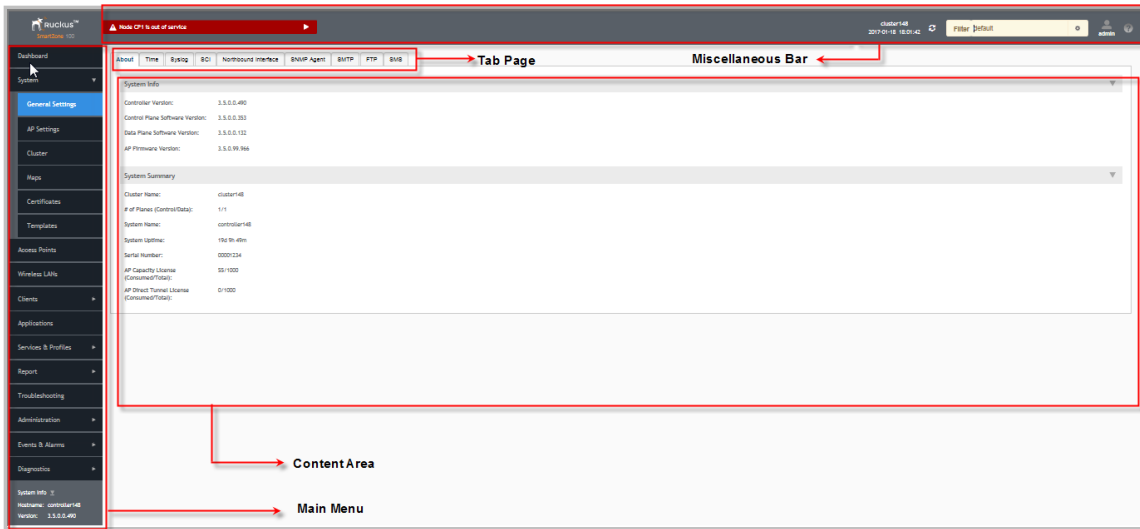 Ruckus™
SmartZone 100
Node CP1 is out of service
cluster148
2017-01-18 18:01:42
Filter default
admin
Dashboard
System
General Settings
AP Settings
Cluster
Maps
Certificates
Templates
Access Points
Wireless LANs
Clients
Applications
Services & Profiles
Report
Troubleshooting
Administration
Events & Alarms
Diagnostics
System Info
Hostname: controller148
Version: 3.5.0.0.490
About Time Syslog SCI Northbound Interface SNMP Agent SMTP FTP SMS
Tab Page
Miscellaneous Bar
System Info
Controller Version: 3.5.0.0.490
Control Plane Software Version: 3.5.0.0.353
Data Plane Software Version: 3.5.0.0.132
AP Firmware Version: 3.5.0.99.966
System Summary
Cluster Name: cluster148
# of Planes (Control/Data): 1/1
System Name: controller148
System Uptime: 19d 9h 49m
Serial Number: 00001234
AP Capacity License
(Consumed/Total): 55/1000
AP Direct Tunnel License
(Consumed/Total): 0/1000
Content Area
Main Menu